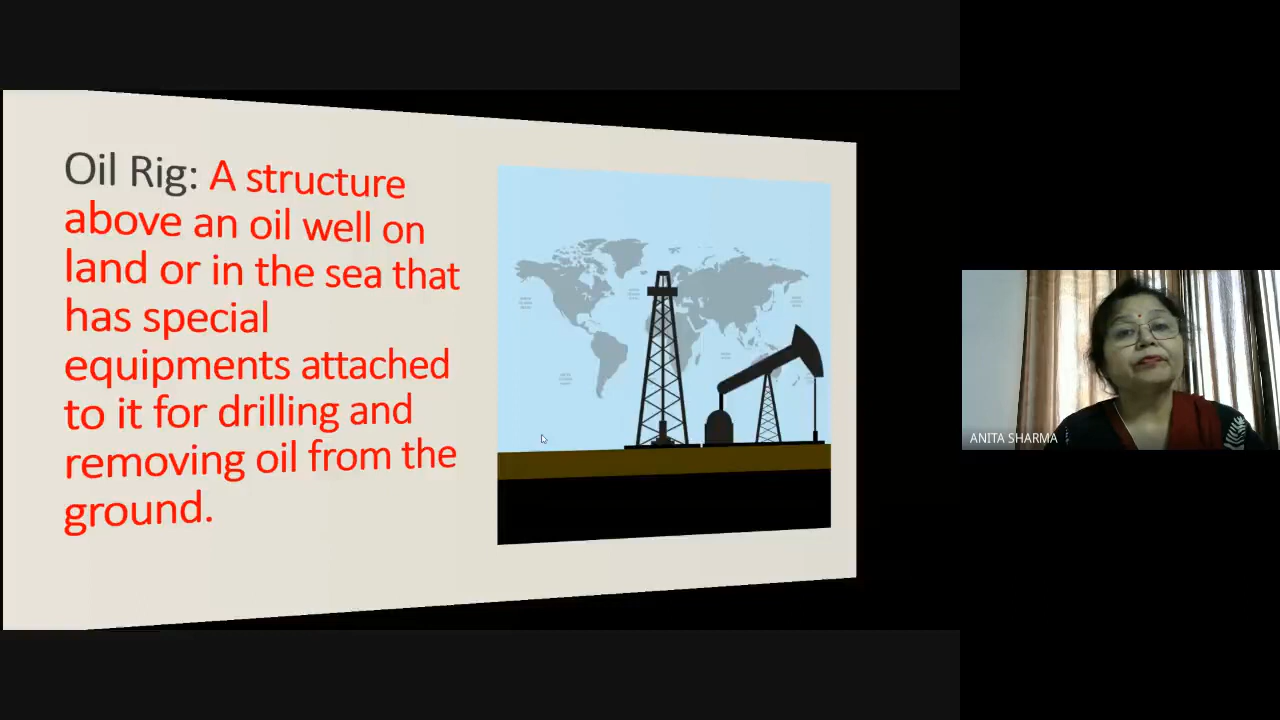 Oil Rig: A structure
above an oil well on
land or in the sea that
has special
equipments attached
to it for drilling and
removing oil from the
ground.
ANITA SHARMA